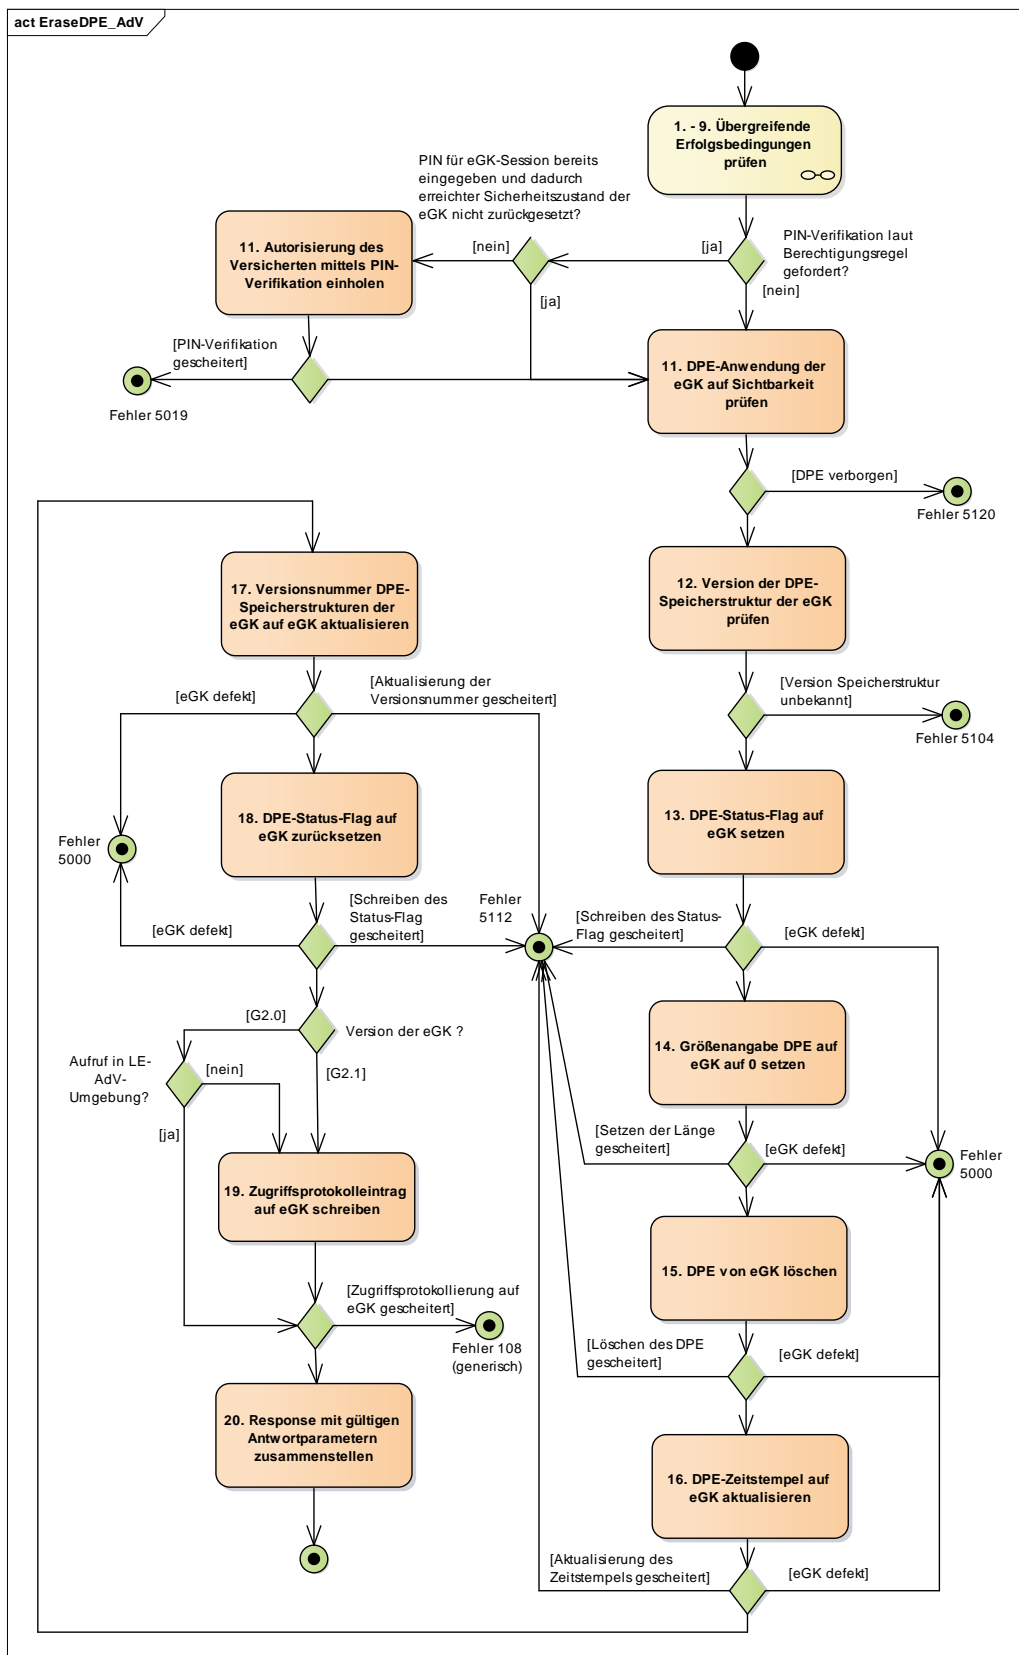 act EraseDPE_AdV
1. - 9. Übergreifende
Erfolgsbedingungen
prüfen
PIN für eGK-Session bereits
eingegeben und dadurch
erreichter Sicherheitszustand der
eGK nicht zurückgesetzt?
PIN-Verifikation laut
Berechtigungsregel
gefordert?
[ja]
[nein]
[nein]
[ja]
11. Autorisierung des
Versicherten mittels PIN-
Verifikation einholen
[PIN-Verifikation
gescheitert]
Fehler 5019
11. DPE-Anwendung der
eGK auf Sichtbarkeit
prüfen
[DPE verborgen]
Fehler 5120
12. Version der DPE-
Speicherstruktur der eGK
prüfen
[Version Speicherstruktur
unbekannt]
Fehler 5104
13. DPE-Status-Flag auf
eGK setzen
[Schreiben des Status-
Flag gescheitert]
[eGK defekt]
14. Größenangabe DPE auf
eGK auf 0 setzen
[Setzen der Länge
gescheitert]
[eGK defekt]
Fehler
5000
15. DPE von eGK löschen
[Löschen des DPE
gescheitert]
[eGK defekt]
16. DPE-Zeitstempel auf
eGK aktualisieren
[Aktualisierung des
Zeitstempels gescheitert]
[eGK defekt]
17. Versionsnummer DPE-
Speicherstrukturen der
eGK auf eGK aktualisieren
[eGK defekt]
[Aktualisierung der
Versionsnummer gescheitert]
18. DPE-Status-Flag auf
eGK zurücksetzen
Fehler
5000
[eGK defekt]
[Schreiben des
Status-Flag
gescheitert]
Fehler
5112
[G2.0]
Version der eGK ?
[G2.1]
Aufruf in LE-
AdV-
Umgebung?
[nein]
[ja]
19. Zugriffsprotokolleintrag
auf eGK schreiben
[Zugriffsprotokollierung auf
eGK gescheitert]
Fehler 108
(generisch)
20. Response mit gültigen
Antwortparametern
zusammenstellen